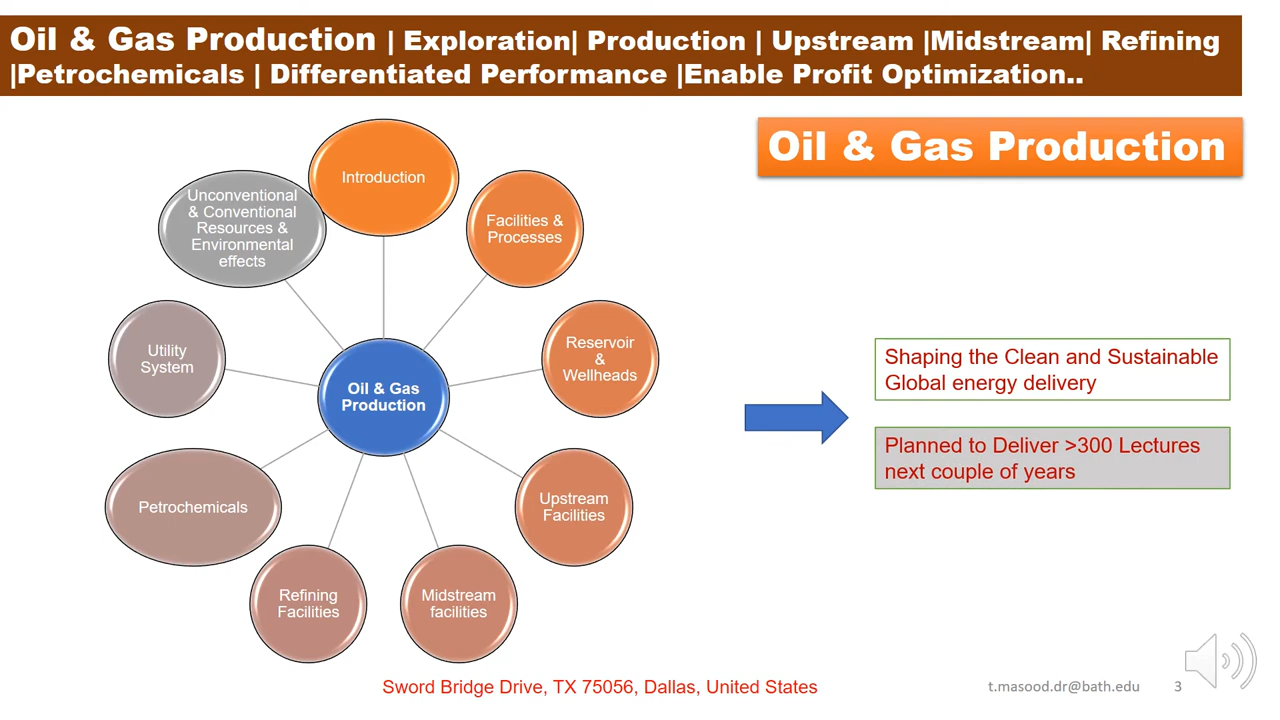 Oil & Gas Production | Exploration| Production | Upstream |Midstream| Refining
|Petrochemicals | Differentiated Performance |Enable Profit Optimization..
Oil & Gas Production
Introduction
Facilities &
Processes
Reservoir
&
Wellheads
Upstream
Facilities
Midstream
facilities
Refining
Facilities
Petrochemicals
Utility
System
Unconventional
& Conventional
Resources &
Environmental
effects
Oil & Gas
Production
Shaping the Clean and Sustainable
Global energy delivery
Planned to Deliver >300 Lectures
next couple of years
Sword Bridge Drive, TX 75056, Dallas, United States
t.masood.dr@bath.edu
3